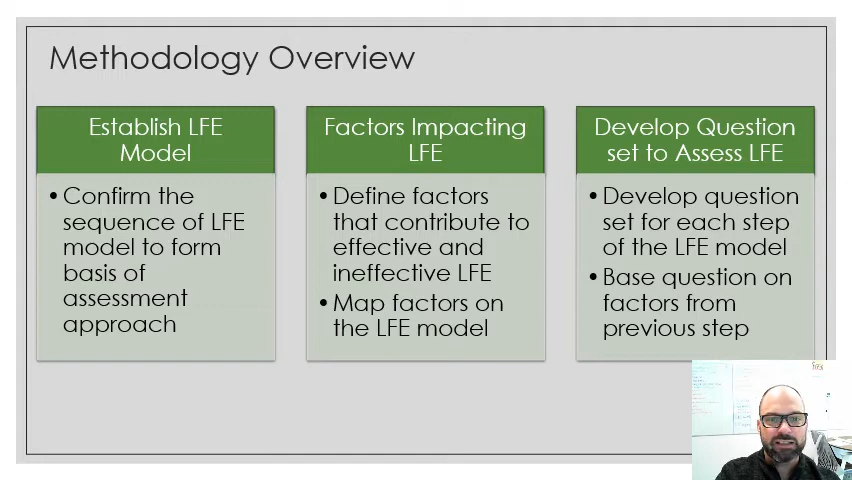 Methodology Overview
Establish LFE
Model
• Confirm the
sequence of LFE
model to form
basis of
assessment
approach
Factors Impacting
LFE
• Define factors
that contribute to
effective and
ineffective LFE
• Map factors on
the LFE model
Develop Question
set to Assess LFE
• Develop question
set for each step
of the LFE model
• Base question on
factors from
previous step